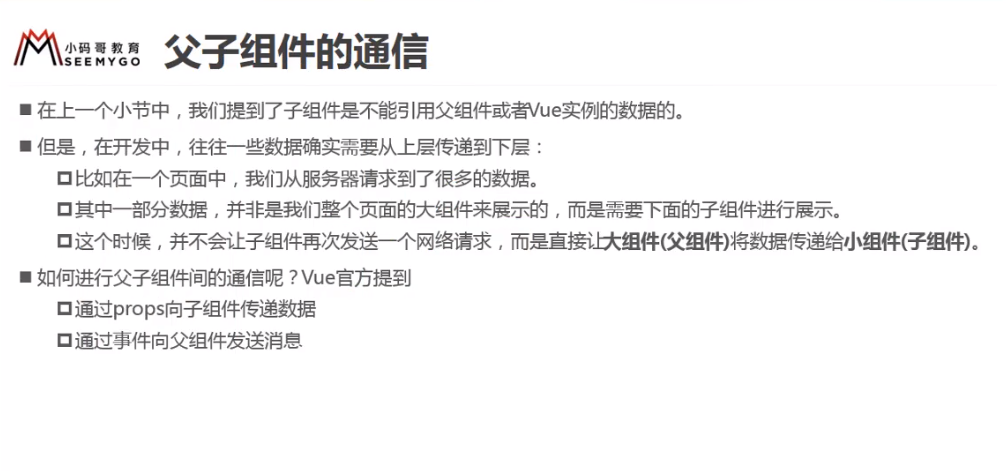 小码哥教育
SEEMYGO
父子组件的通信
在上一个小节中，我们提到了子组件是不能引用父组件或者Vue实例的数据的。
但是，在开发中，往往一些数据确实需要从上层传递到下层：
比如在一个页面中，我们从服务器请求到了很多的数据。
其中一部分数据，并非是我们整个页面的大组件来展示的，而是需要下面的子组件进行展示。
这个时候，并不会让子组件再次发送一个网络请求，而是直接让大组件(父组件)将数据传递给小组件(子组件)。
如何进行父子组件间的通信呢？Vue官方提到
通过props向子组件传递数据
通过事件向父组件发送消息